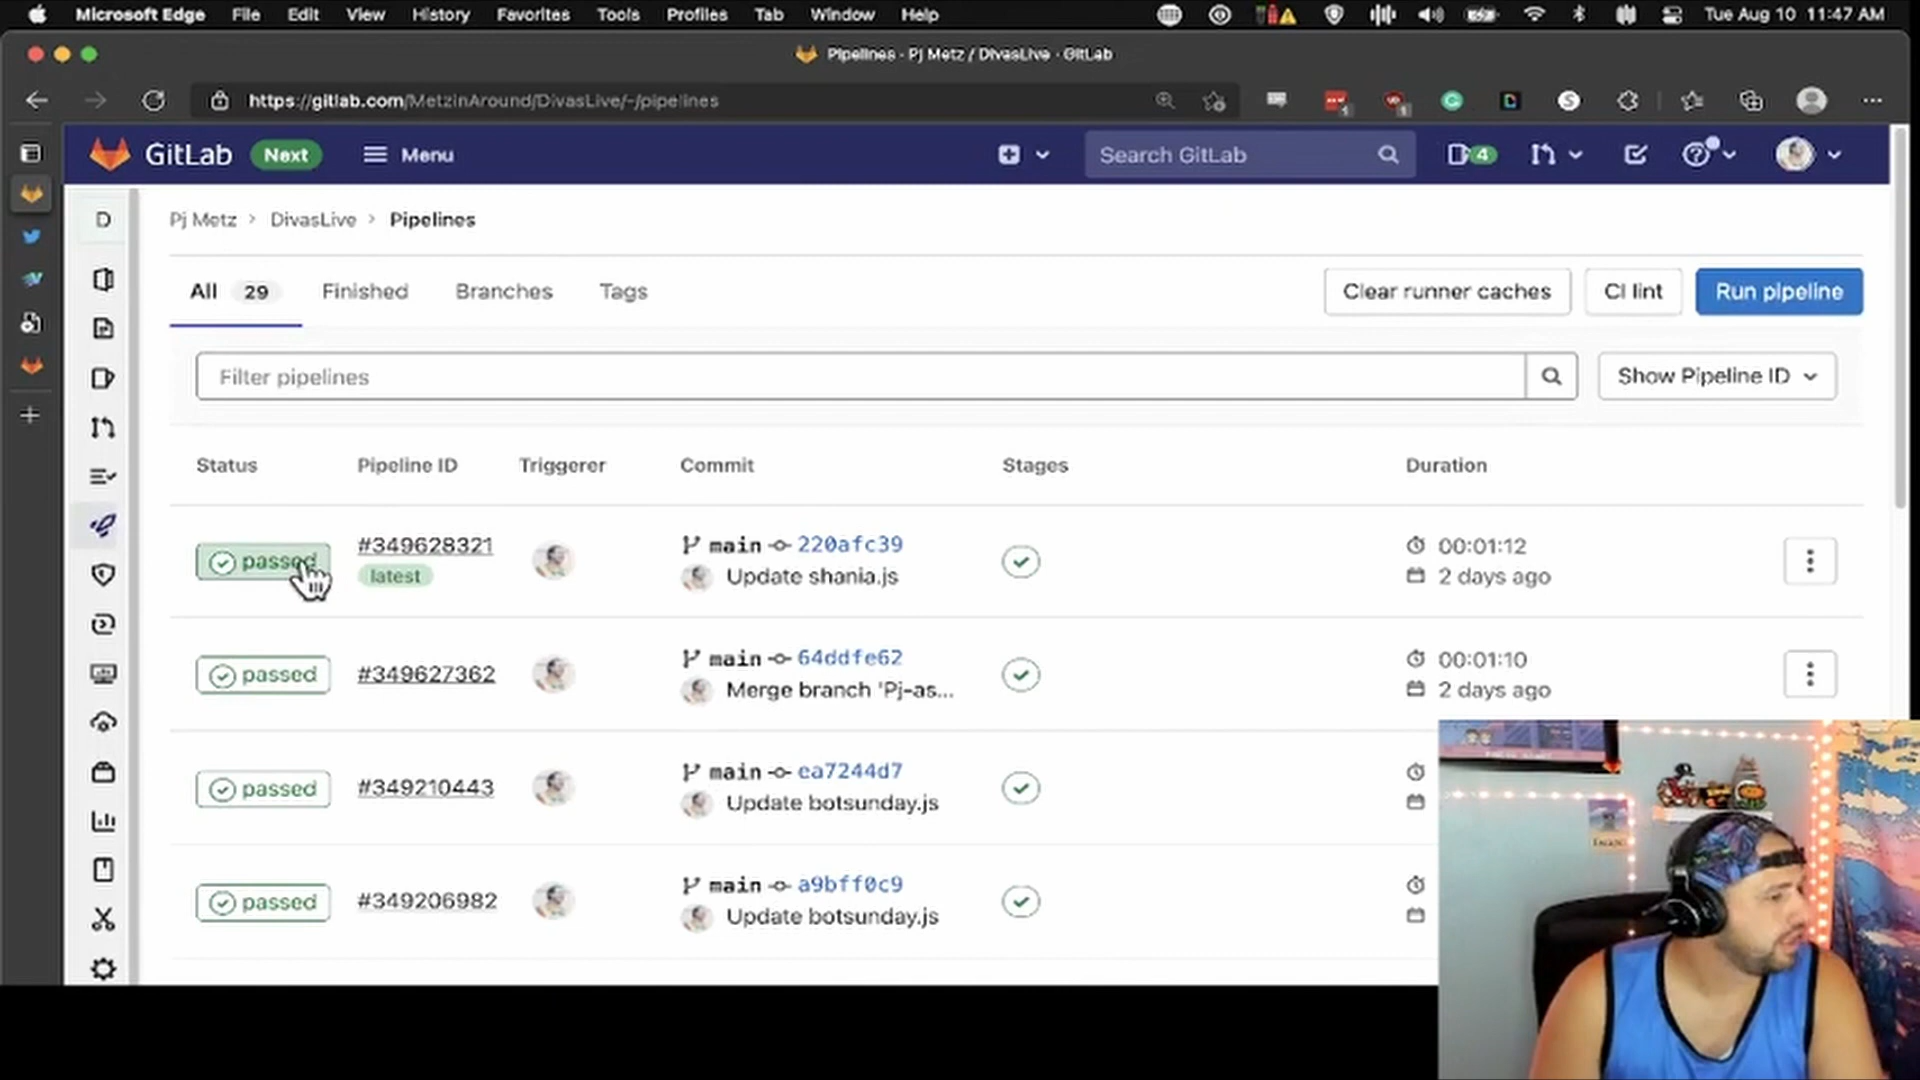 Microsoft Edge File Edit View History Favorites Tools Profiles Tab Window Help Tue Aug 10 11:47 AM
Pipelines · Pj Metz / DivasLive · GitLab
https://gitlab.com/MetzinAround/DivasLive/-/pipelines
GitLab Next Menu Search GitLab 4
D Pj Metz > DivasLive > Pipelines
All 29 Finished Branches Tags Clear runner caches CI lint Run pipeline
Filter pipelines Show Pipeline ID
Status Pipeline ID Triggerer Commit Stages Duration
passed #349628321 main 220afc39 00:01:12
latest Update shania.js 2 days ago
passed #349627362 main 64ddfe62 00:01:10
Merge branch 'Pj-as... 2 days ago
passed #349210443 main ea7244d7
Update botsunday.js
passed #349206982 main a9bff0c9
Update botsunday.js